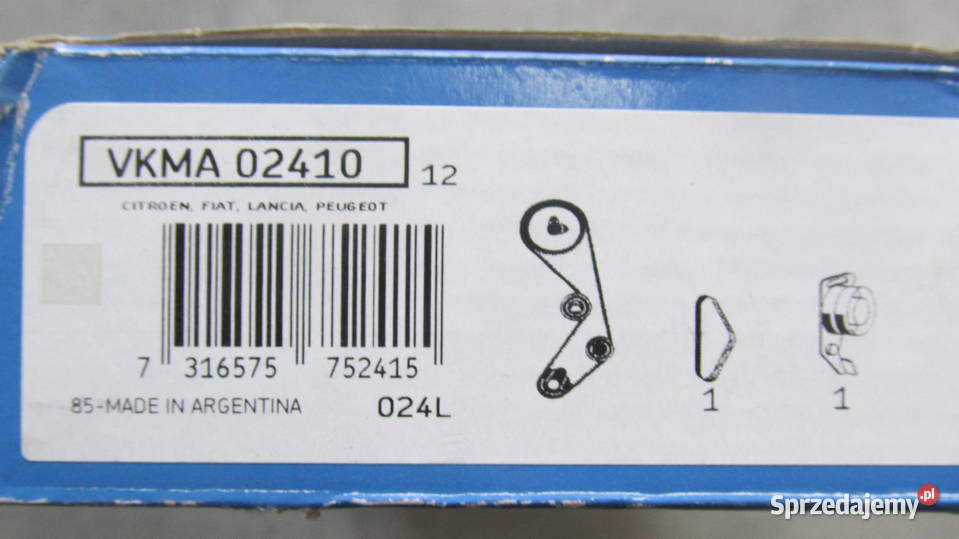 VKMA 02410 12
CITROEN, FIAT, LANCIA, PEUGEOT
7 316575 752415
85-MADE IN ARGENTINA 024L
1 1
Sprzedajemy.pl